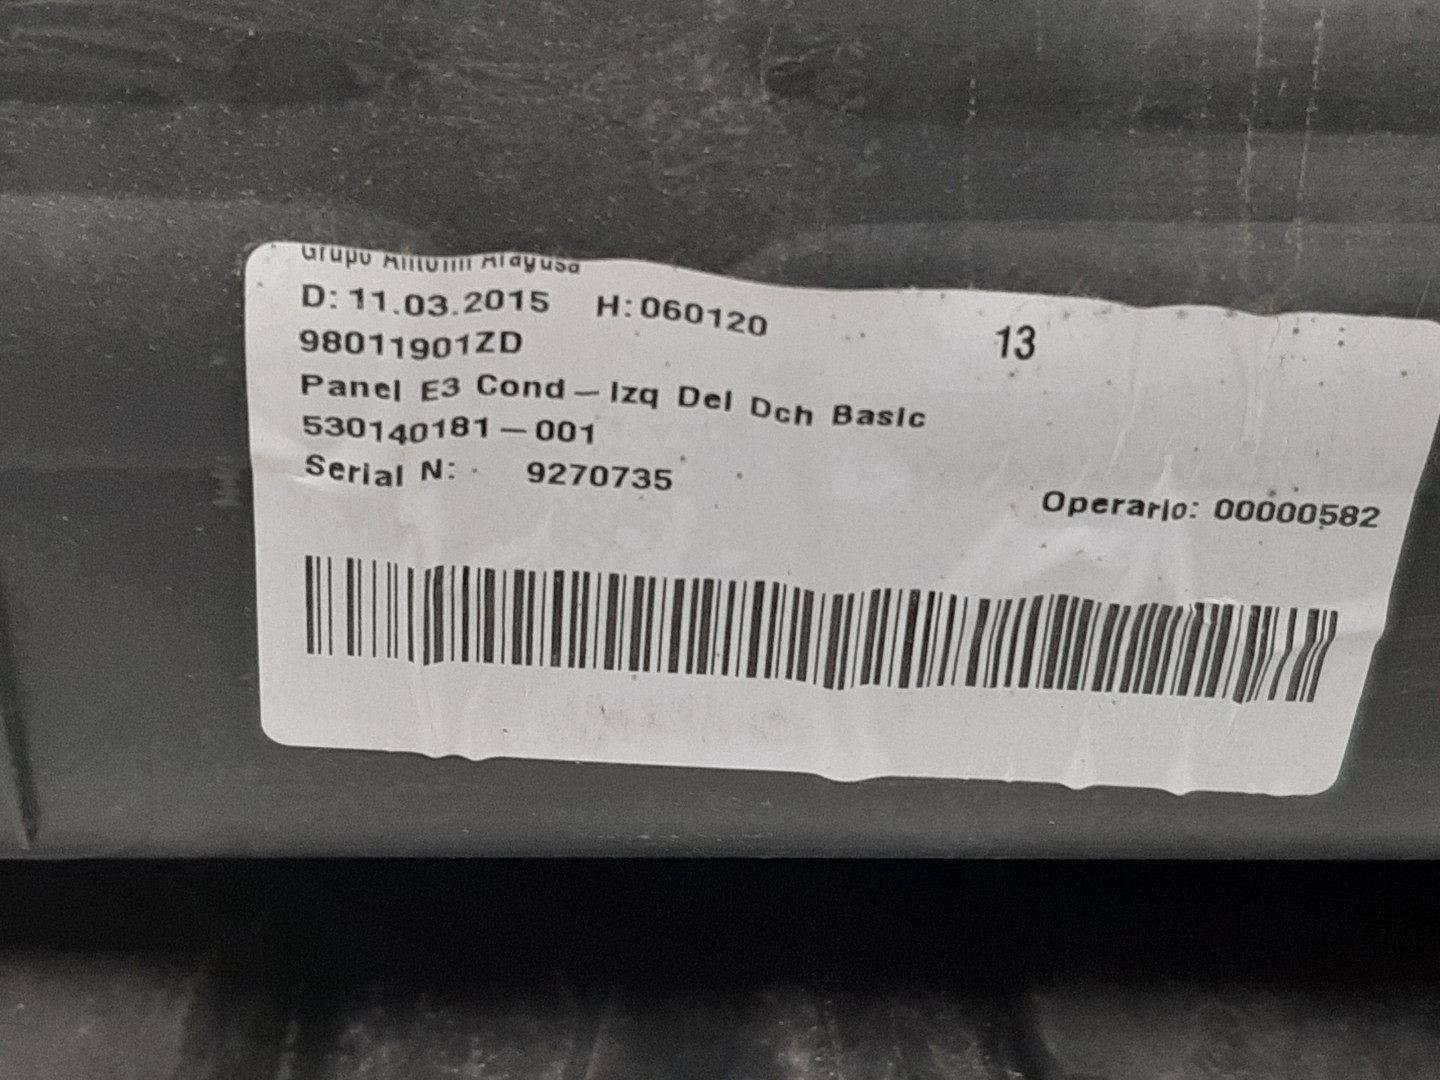 Grupo Antolin Aragusa
D: 11.03.2015 H: 060120
13
98011901ZD
Panel E3 Cond - Izq Del Dch Basic
530140181-001
Serial N: 9270735
Operario: 00000582